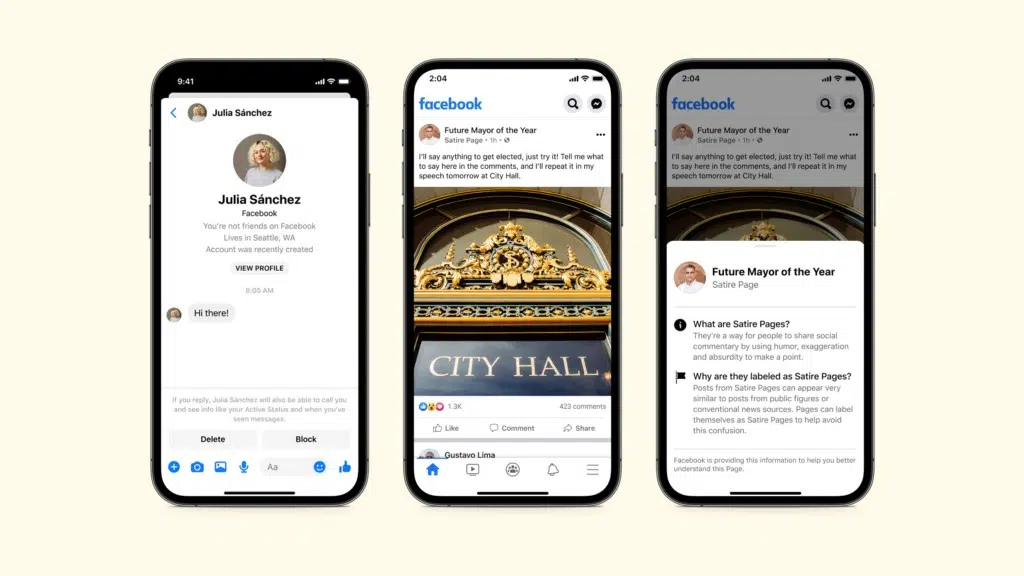 9:41
Julia Sánchez
Julia Sánchez
Facebook
You're not friends on Facebook
Lives in Seattle, WA
Account was recently created
VIEW PROFILE
9:05 AM
Hi there!
If you reply, Julia Sánchez will also be able to call you
and see info like your Active Status and when you've
seen messages.
Delete
Block
Aa
2:04
facebook
Future Mayor of the Year
Satire Page • 1h •
I'll say anything to get elected, just try it! Tell me what
to say here in the comments, and I'll repeat it in my
speech tomorrow at City Hall.
CITY HALL
1.3K
423 comments
Like
Comment
Share
Gustavo Lima
2:04
facebook
Future Mayor of the Year
Satire Page • 1h •
I'll say anything to get elected, just try it! Tell me what
to say here in the comments, and I'll repeat it in my
speech tomorrow at City Hall.
Future Mayor of the Year
Satire Page
What are Satire Pages?
They're a way for people to share social
commentary by using humor, exaggeration
and absurdity to make a point.
Why are they labeled as Satire Pages?
Posts from Satire Pages can appear very
similar to posts from public figures or
conventional news sources. Pages can label
themselves as Satire Pages to help avoid
this confusion.
Facebook is providing this information to help you better
understand this Page.